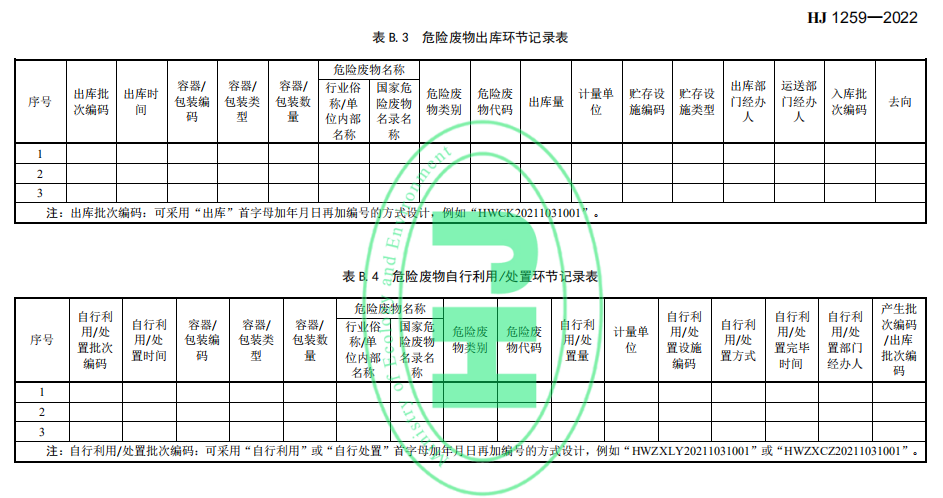 HJ 1259—2022
表 B.3 危险废物出库环节记录表
序号 出库批次编码 出库时间 容器/包装编码 容器/包装类型 容器/包装数量 危险废物名称 行业俗称/单位内部名称 国家危险废物名录名称 危险废物类别 危险废物代码 出库量 计量单位 贮存设施编码 贮存设施类型 出库部门经办人 运送部门经办人 入库批次编码 去向
1
2
3
注：出库批次编码：可采用“出库”首字母加年月日再加编号的方式设计，例如“HWCK20211031001”。
表 B.4 危险废物自行利用/处置环节记录表
序号 自行利用/处置批次编码 自行利用/处置时间 容器/包装编码 容器/包装类型 容器/包装数量 危险废物名称 行业俗称/单位内部名称 国家危险废物名录名称 危险废物类别 危险废物代码 自行利用/处置量 计量单位 自行利用/处置设施编码 自行利用/处置方式 自行利用/处置完毕时间 自行利用/处置部门经办人 产生批次编码/出库批次编码
1
2
3
注：自行利用/处置批次编码：可采用“自行利用”或“自行处置”首字母加年月日再加编号的方式设计，例如“HWZXLY20211031001”或“HWZXCZ20211031001”。
Ministry of Ecology and Environment
HJ